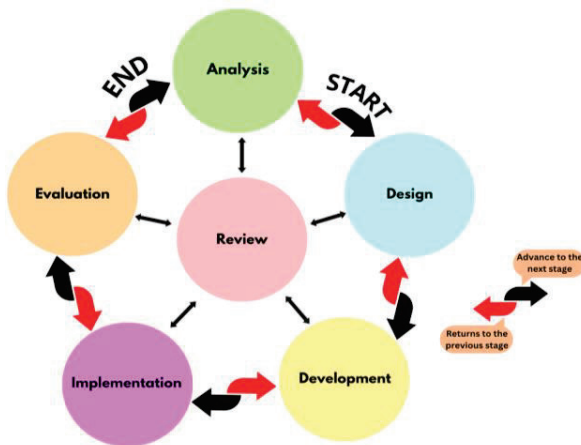 END
Analysis
START
Evaluation
Design
Review
Advance to the
next stage
Returns to the
previous stage
Implementation
Development